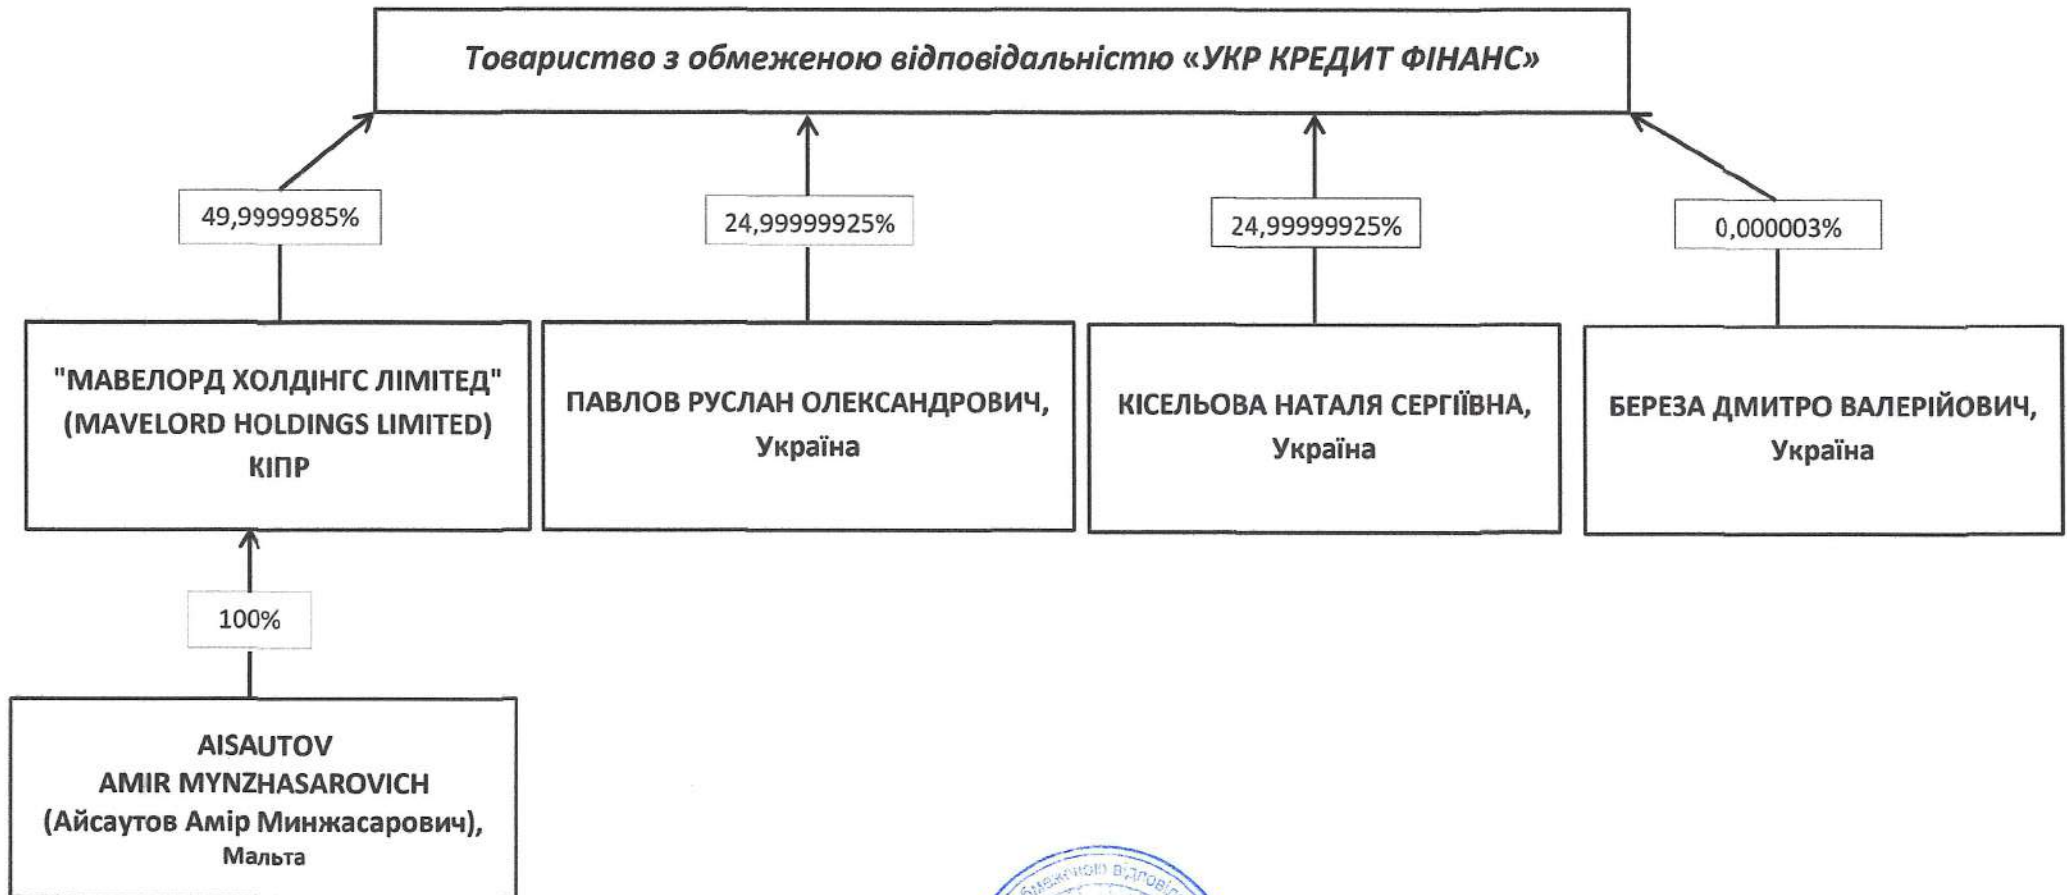 Товариство з обмеженою відповідальністю «УКР КРЕДИТ ФІНАНС»
49,9999985%
24,99999925%
24,99999925%
0,000003%
"МАВЕЛОРД ХОЛДІНГС ЛІМІТЕД"
(MAVELORD HOLDINGS LIMITED)
КІПР
ПАВЛОВ РУСЛАН ОЛЕКСАНДРОВИЧ,
Україна
КІСЕЛЬОВА НАТАЛЯ СЕРГІЇВНА,
Україна
БЕРЕЗА ДМИТРО ВАЛЕРІЙОВИЧ,
Україна
100%
AISAUTOV
AMIR MYNZHASAROVICH
(Айсаутов Амір Минжасарович),
Мальта